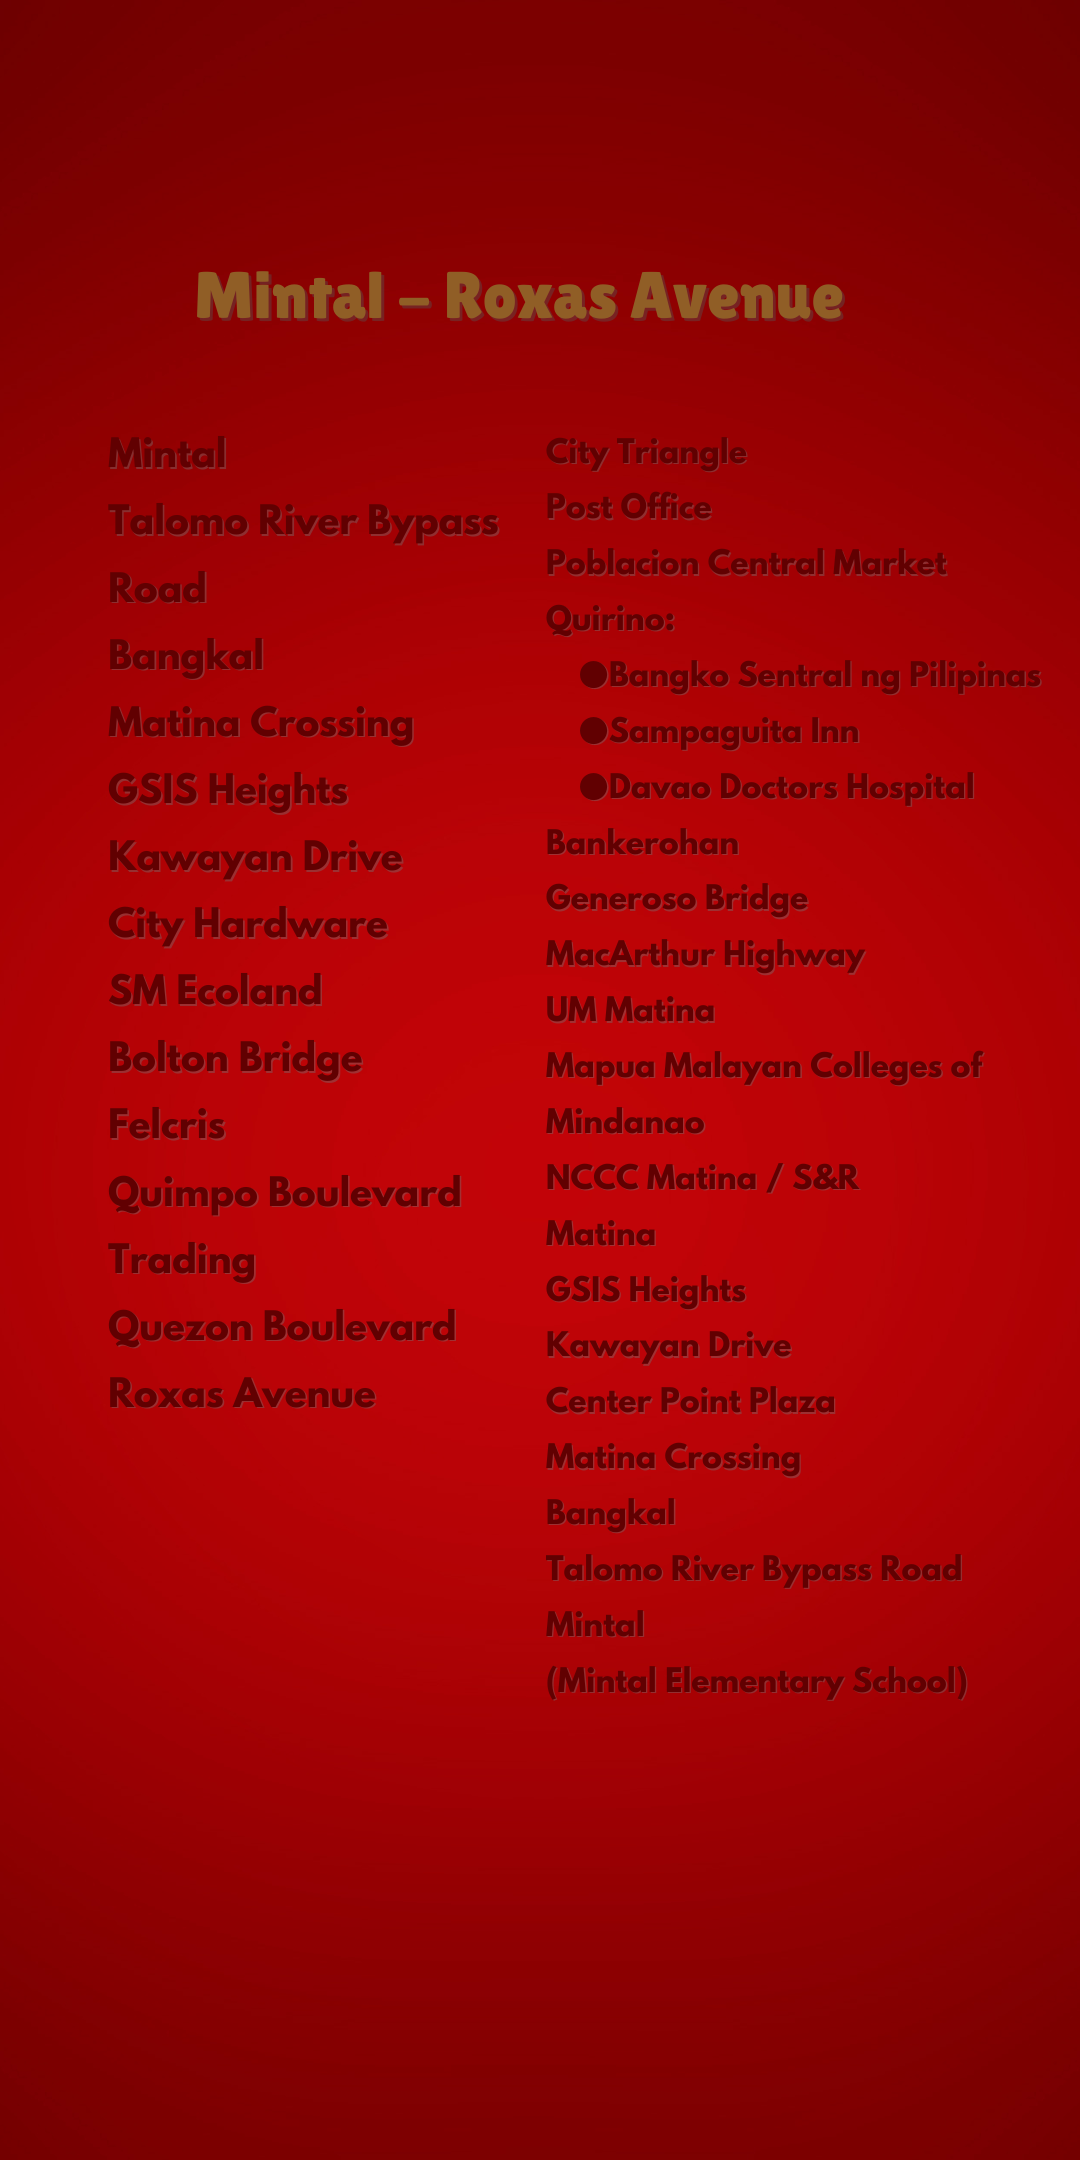 Mintal – Roxas Avenue
Mintal
Talomo River Bypass
Road
Bangkal
Matina Crossing
GSIS Heights
Kawayan Drive
City Hardware
SM Ecoland
Bolton Bridge
Felcris
Quimpo Boulevard
Trading
Quezon Boulevard
Roxas Avenue
City Triangle
Post Office
Poblacion Central Market
Quirino:
●Bangko Sentral ng Pilipinas
●Sampaguita Inn
●Davao Doctors Hospital
Bankerohan
Generoso Bridge
MacArthur Highway
UM Matina
Mapua Malayan Colleges of
Mindanao
NCCC Matina / S&R
Matina
GSIS Heights
Kawayan Drive
Center Point Plaza
Matina Crossing
Bangkal
Talomo River Bypass Road
Mintal
(Mintal Elementary School)